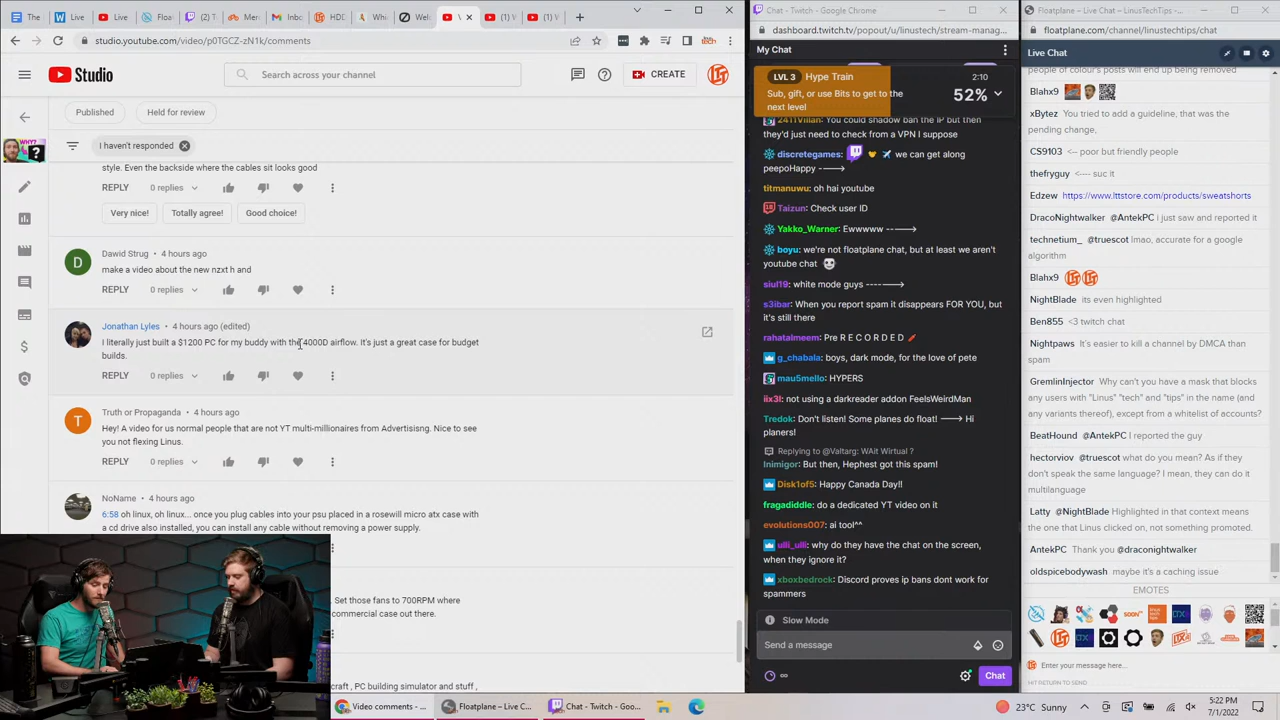 Chat - Twitch - Google Chrome
Floatplane – Live Chat – LinusTechTips
studio.youtube.com/video/YdGCZ-zN1hk/comments
dashboard.twitch.tv/popout/u/linustech/stream-manag...
floatplane.com/channel/linustechtips/chat
Studio
Search across your channel
CREATE
Published
Held for review
I haven't responded
style. Even the backside where the cables sit looks good
REPLY
0 replies
Very nice!
Totally agree!
Good choice!
David Strug • 4 hours ago
make a video about the new nzxt h and
REPLY
0 replies
Jonathan Lyles • 4 hours ago (edited)
I literally just built a $1200 PC for my buddy with the 4000D airflow. It's just a great case for budget
builds.
REPLY
0 replies
Truth or Propaganda • 4 hours ago
Hey! A video for us normal people that are not YT multi-millionaires from Advertising. Nice to see
you not flexing Linus.
REPLY
0 replies
NoName • 4 hours ago
6:58 oh linux, oh linux... once you plug cables into your psu placed in a rosewill micro atx case with
a cd drive also installed, you can install any cable without removing a power supply.
Set those fans to 700RPM where
commercial case out there.
craft , PC building simulator and stuff ,
My Chat
LVL 3 Hype Train
2:10
Sub, gift, or use Bits to get to the
next level
52%
2411Villan: You could shadow ban the IP but then
they'd just need to check from a VPN I suppose
discretegames: we can get along
peepoHappy ---->
titmanuwu: oh hai youtube
Taizun: Check user ID
Yakko_Warner: Ewwwww ----->
boyu: we're not floatplane chat, but at least we aren't
youtube chat
siul19: white mode guys ------->
s3ibar: When you report spam it disappears FOR YOU, but
it's still there
rahatalmeem: Pre R E C O R D E D
g_chabala: boys, dark mode, for the love of pete
mau5mello: HYPERS
iix3l: not using a darkreader addon FeelsWeirdMan
Tredok: Don't listen! Some planes do float! ---> Hi
planers!
Replying to @Valtarg: WAit Wirtual ?
Inimigor: But then, Hephest got this spam!
Disk1of5: Happy Canada Day!!
fragadiddle: do a dedicated YT video on it
evolutions007: ai tool^^
ulli_ulli: why do they have the chat on the screen,
when they ignore it?
xboxbedrock: Discord proves ip bans dont work for
spammers
Slow Mode
Send a message
Chat
Live Chat
people of colour's videos could end up being removed
Blahx9
xBytez You tried to add a guideline, that was
pending change,
CS9103 <-- poor but friendly people
thefryguy <---- suc it
Edzew https://www.lttstore.com/products/sweatshorts
DracoNightwalker @AntekPC I just saw and reported it
technetium_ @truescot lmao, accurate for a google
algorithm
Blahx9
NightBlade its even highlighted
Ben855 <3 twitch chat
NightMarcher It's easier to kill a channel by DMCA than
impersonation.
GremlinInjector Why can't you have a mask that blocks
any users with "Linus" "tech" and "tips" in the name (and
any variants thereof), except from a whitelist of accounts?
BeatHound @AntekPC I reported the guy
hectorviov @truescot what do you mean? As if they
don't speak the same language? I mean, they can do it
multilanguage
Latty @NightBlade Highlighted in that context means
the one that Linus clicked on, not something promoted.
AntekPC Thank you @draconightwalker
oldspicebodywash maybe it's a caching issue
EMOTES
Enter your message here...
HIT RETURN TO SEND
Video comments - ...
Floatplane - Live ...
Chat - Twitch - Goo...
23°C Sunny
5:22 PM
7/1/2022